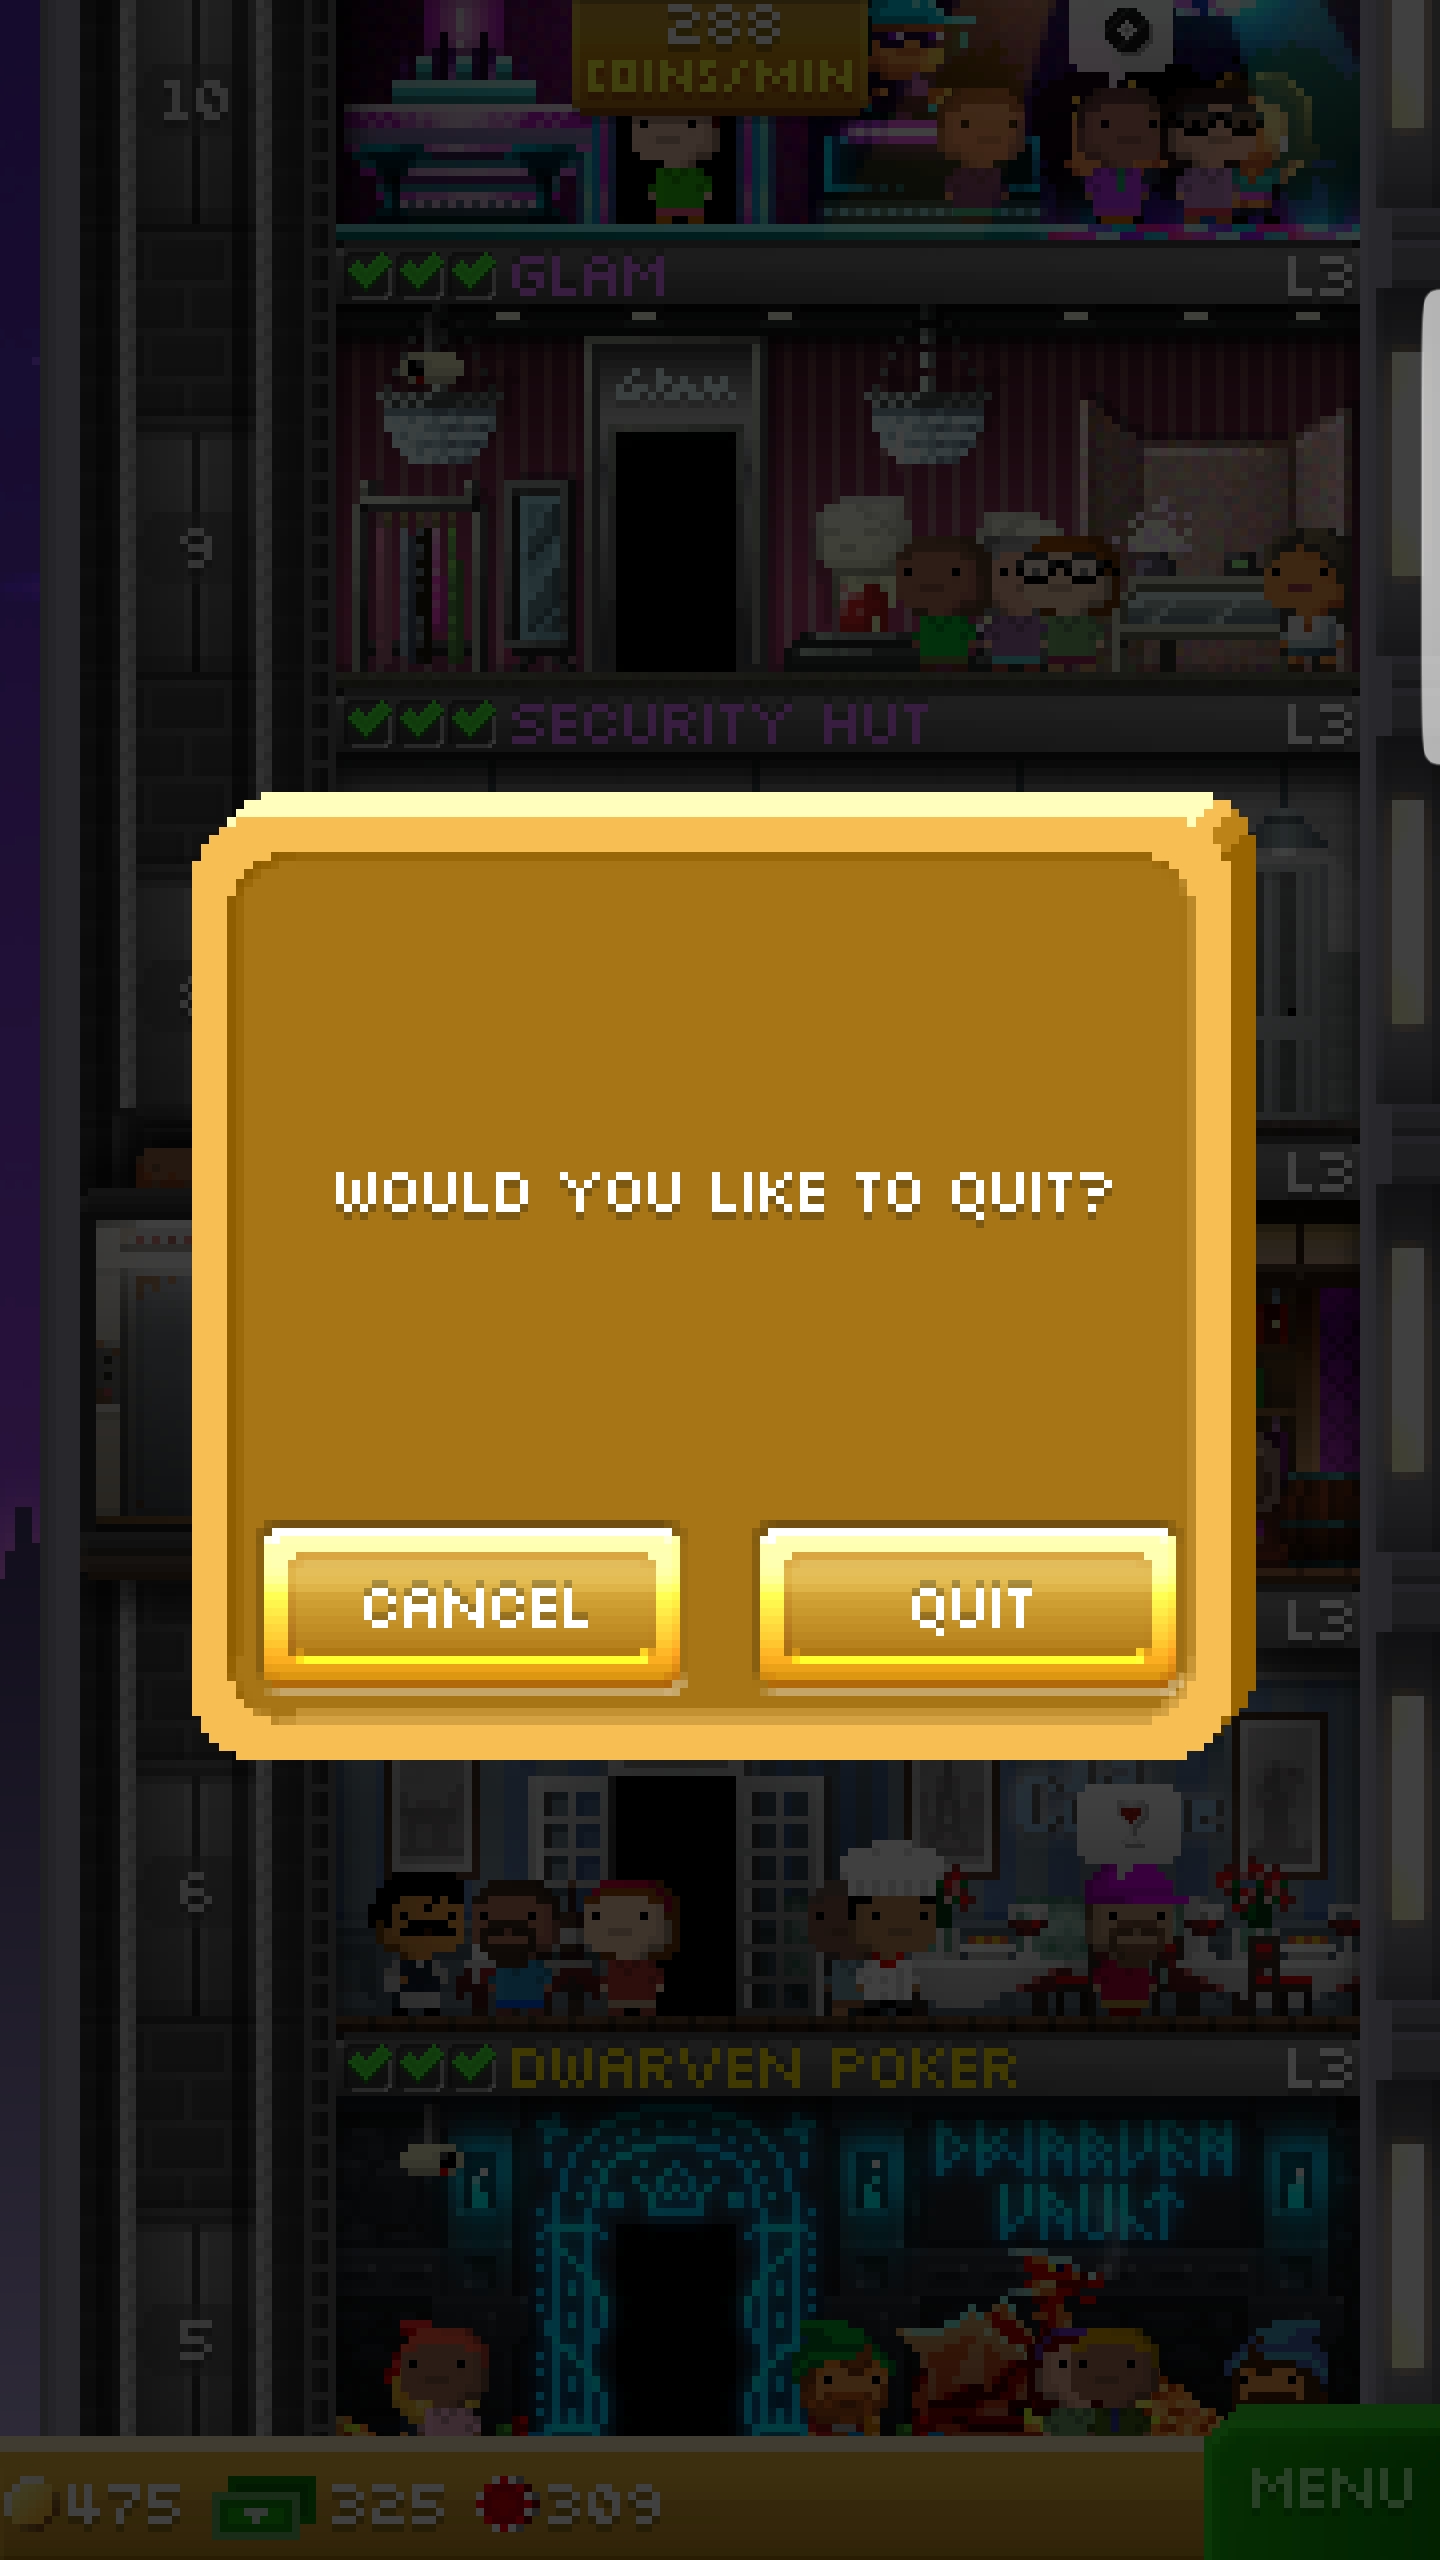 288
COINS/MIN
10
GLAM L3
Glam
9
SECURITY HUT L3
L3
WOULD YOU LIKE TO QUIT?
CANCEL QUIT
L3
6
DWARVEN POKER L3
DWARVEN
VAULT
5
475 325 309 MENU